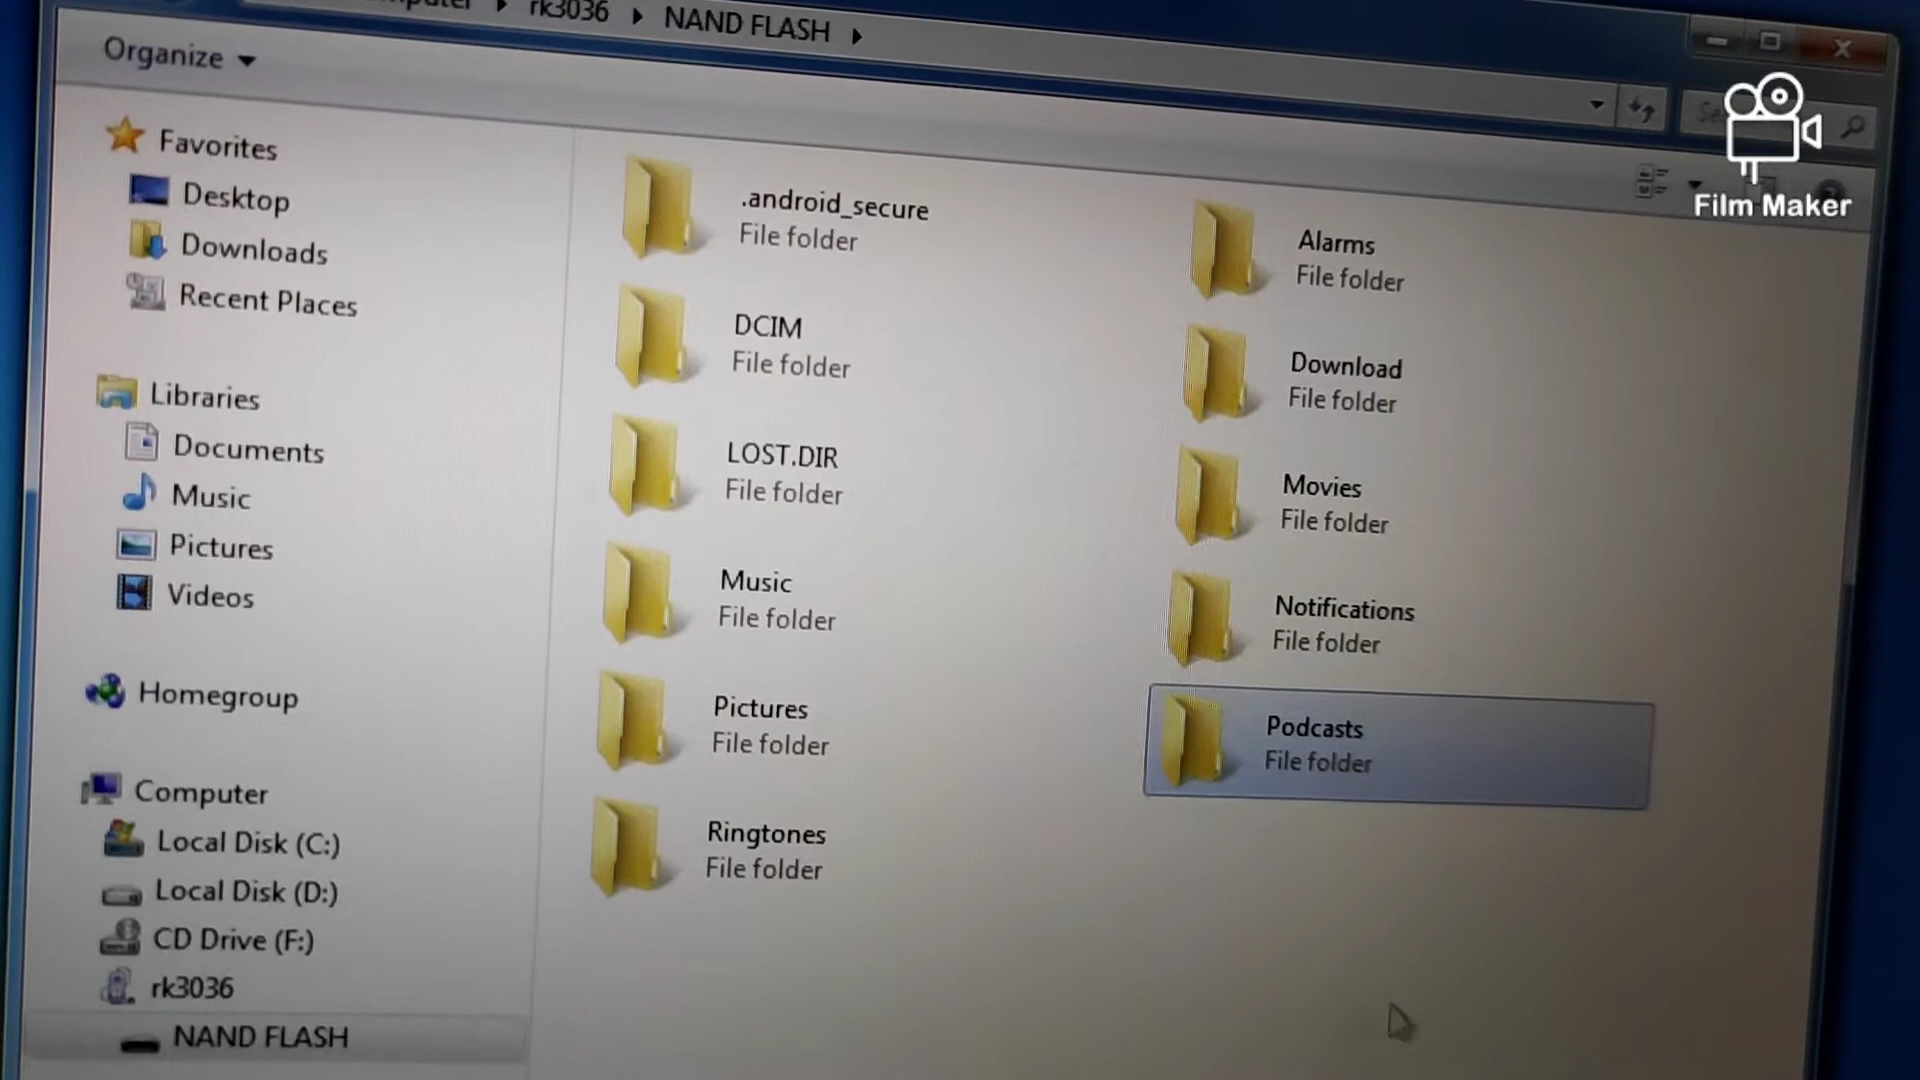 rk3036 NAND FLASH
Organize
Film Maker
Favorites
Desktop
Downloads
Recent Places
Libraries
Documents
Music
Pictures
Videos
Homegroup
Computer
Local Disk (C:)
Local Disk (D:)
CD Drive (F:)
rk3036
NAND FLASH
.android_secure
File folder
Alarms
File folder
DCIM
File folder
Download
File folder
LOST.DIR
File folder
Movies
File folder
Music
File folder
Notifications
File folder
Pictures
File folder
Podcasts
File folder
Ringtones
File folder